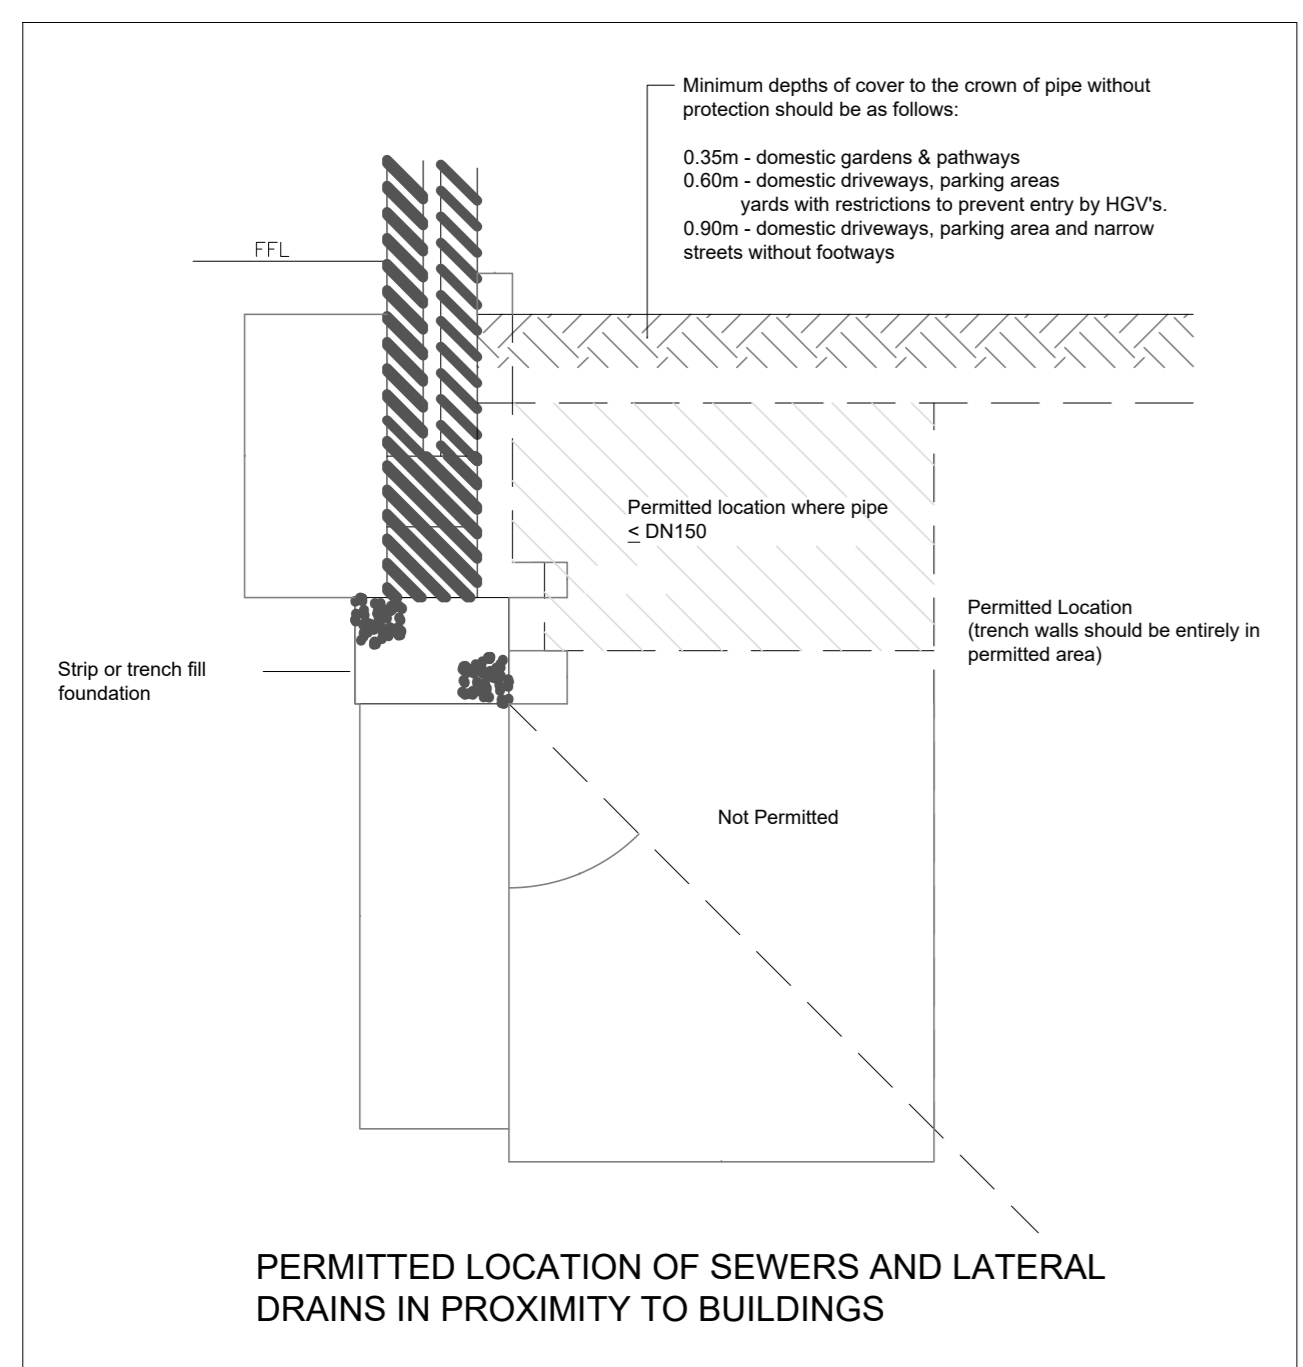 Minimum depths of cover to the crown of pipe without
protection should be as follows:
0.35m - domestic gardens & pathways
0.60m - domestic driveways, parking areas
yards with restrictions to prevent entry by HGV's.
0.90m - domestic driveways, parking area and narrow
streets without footways
FFL
Permitted location where pipe
≤ DN150
Permitted Location
(trench walls should be entirely in
permitted area)
Strip or trench fill
foundation
Not Permitted
PERMITTED LOCATION OF SEWERS AND LATERAL
DRAINS IN PROXIMITY TO BUILDINGS